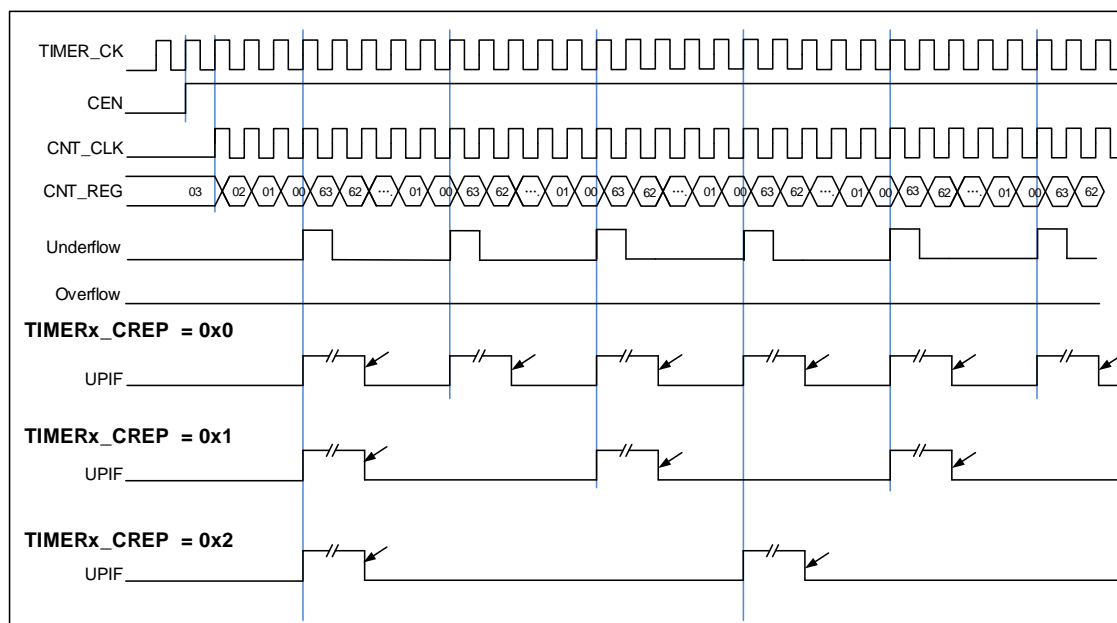 TIMER_CK
CEN
CNT_CLK
CNT_REG 03 02 01 00 63 62 .... 01 00 63 62 .... 01 00 63 62 .... 01 00 63 62 .... 01 00 63 62 .... 01 00 63 62
Underflow
Overflow
TIMERx_CREP = 0x0
UPIF // // // // // //
TIMERx_CREP = 0x1
UPIF // // //
TIMERx_CREP = 0x2
UPIF // //